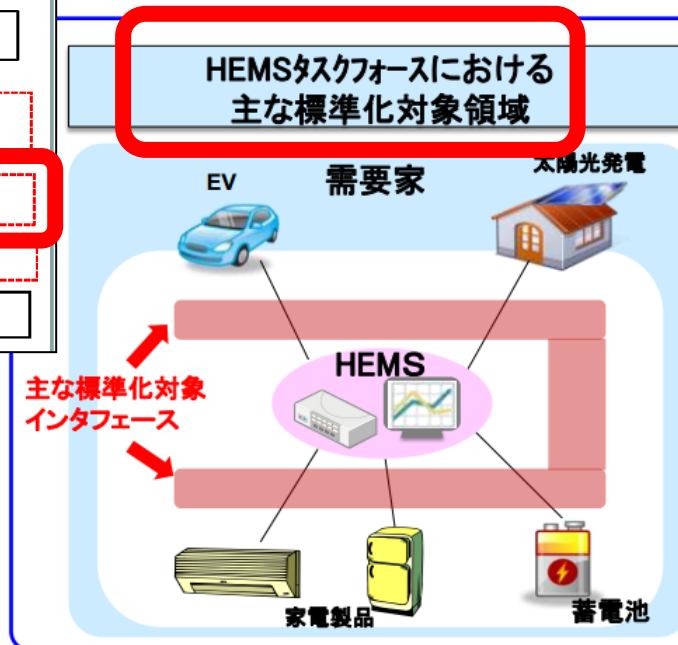 HEMSタスクフォースにおける
主な標準化対象領域
需要家
EV
太陽光発電
HEMS
主な標準化対象
インタフェース
家電製品
蓄電池